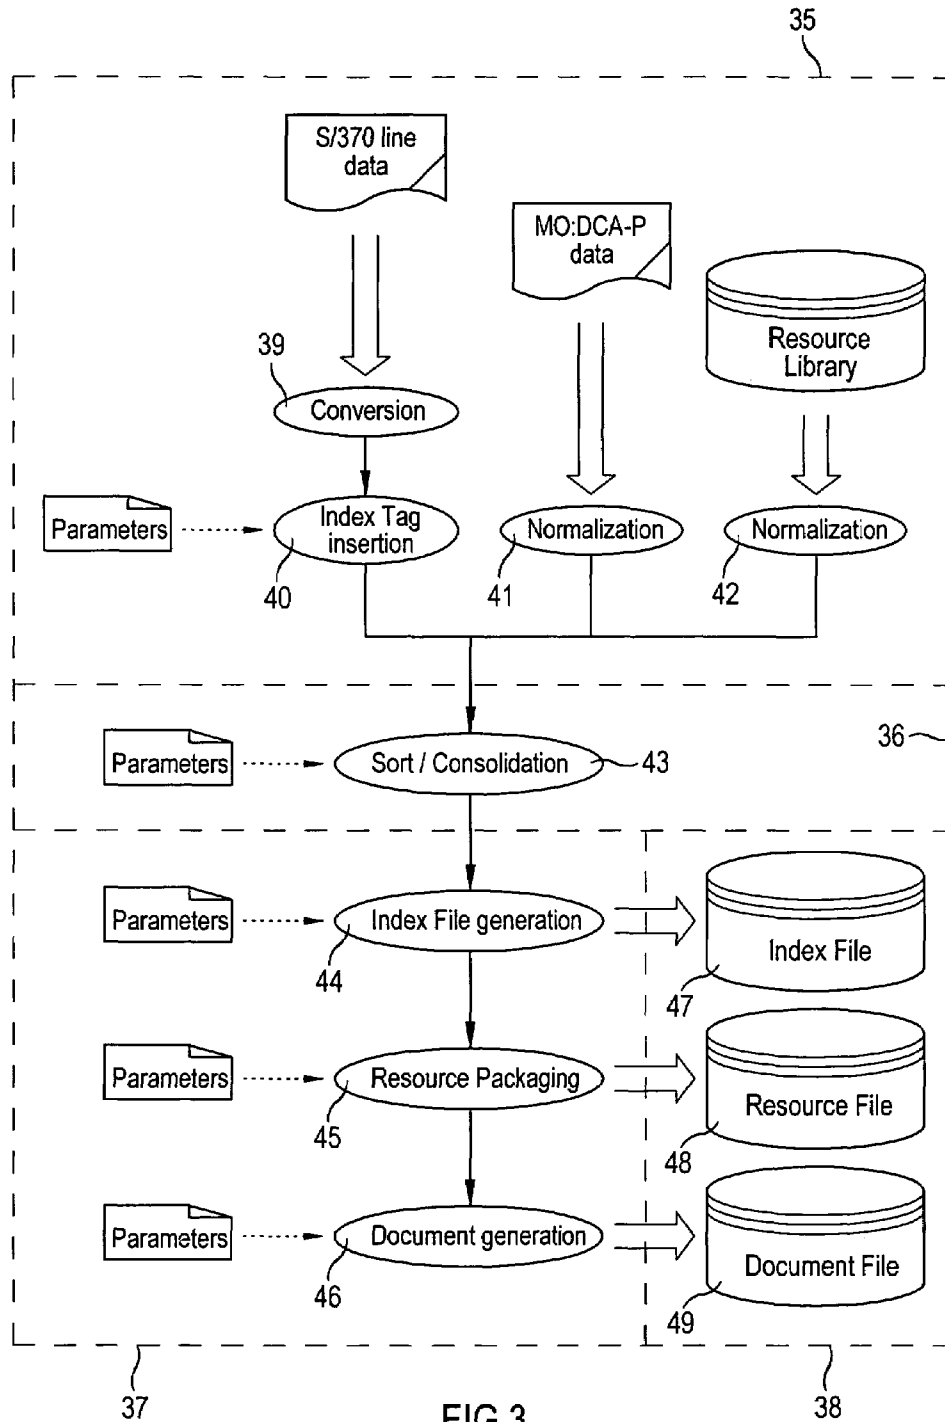 35
S/370 line
data
MO:DCA-P
data
Resource
Library
39
Conversion
Parameters
Index Tag
insertion
Normalization
Normalization
40
41
42
36
Parameters
Sort / Consolidation
43
Parameters
Index File generation
Index File
44
47
Parameters
Resource Packaging
Resource File
45
48
Parameters
Document generation
Document File
46
49
37
38
FIG 3